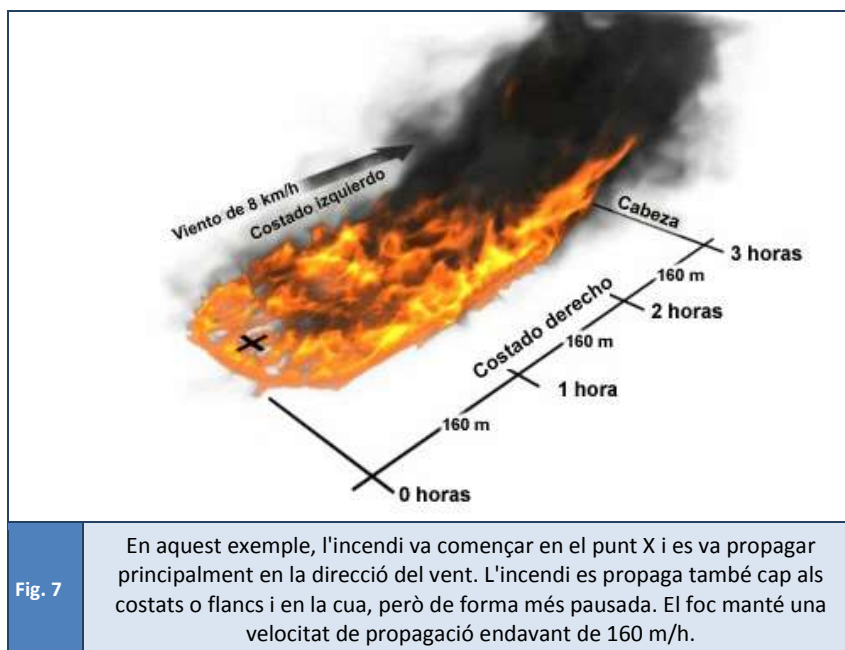 Viento de 8 km/h
Costado izquierdo
Cabeza
3 horas
160 m
2 horas
Costado derecho
160 m
1 hora
160 m
0 horas
Fig. 7
En aquest exemple, l'incendi va començar en el punt X i es va propagar
principalment en la direcció del vent. L'incendi es propaga també cap als
costats o flancs i en la cua, però de forma més pausada. El foc manté una
velocitat de propagació endavant de 160 m/h.